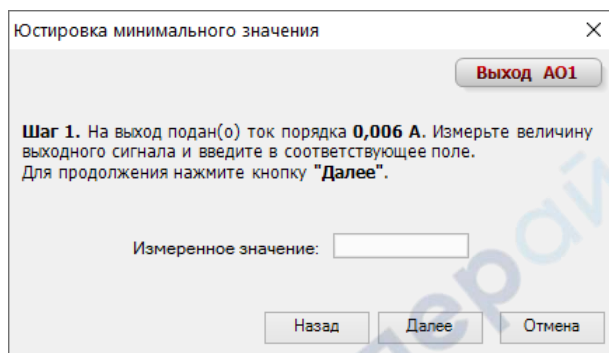 Юстировка минимального значения
Выход АО1
Шаг 1. На выход подан(о) ток порядка 0,006 А. Измерьте величину
выходного сигнала и введите в соответствующее поле.
Для продолжения нажмите кнопку "Далее".
Измеренное значение:
Назад Далее Отмена